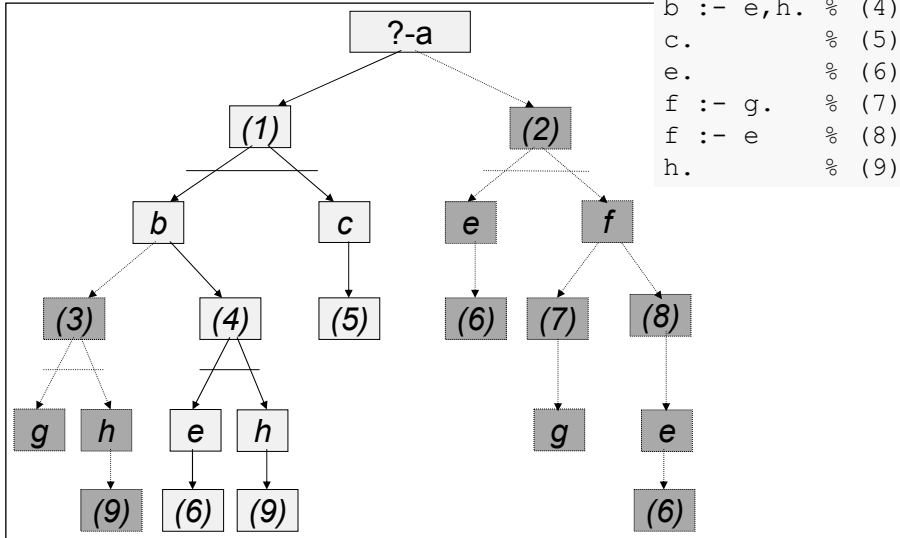 b :- e,h. % (4)
c. % (5)
e. % (6)
f :- g. % (7)
f :- e % (8)
h. % (9)
?-a
(1) (2)
b c e f
(3) (4) (5) (6) (7) (8)
g h e h g e
(9) (6) (9) (6)